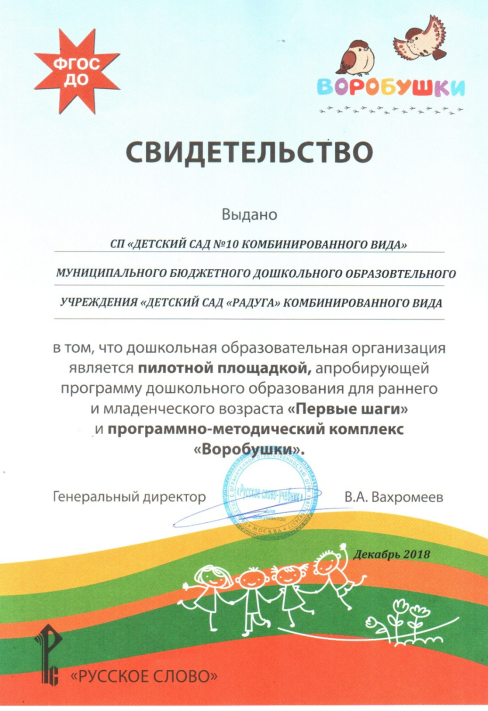 ФГОС
ДО
ВОРОБУШКИ
СВИДЕТЕЛЬСТВО
Выдано
СП «ДЕТСКИЙ САД №10 КОМБИНИРОВАННОГО ВИДА»
МУНИЦИПАЛЬНОГО БЮДЖЕТНОГО ДОШКОЛЬНОГО ОБРАЗОВТЕЛЬНОГО
УЧРЕЖДЕНИЯ «ДЕТСКИЙ САД «РАДУГА» КОМБИНИРОВАННОГО ВИДА
в том, что дошкольная образовательная организация
является пилотной площадкой, апробирующей
программу дошкольного образования для раннего
и младенческого возраста «Первые шаги»
и программно-методический комплекс
«Воробушки».
Генеральный директор В.А. Вахромеев
Декабрь 2018
«РУССКОЕ СЛОВО»